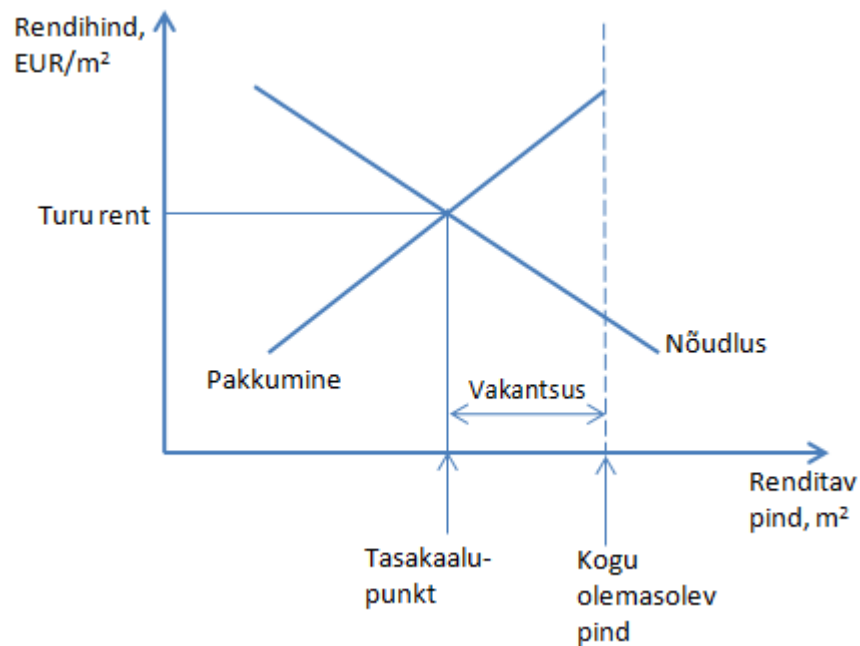 Rendihind,
EUR/m²
Turu rent
Pakkumine
Nõudlus
Vakantsus
Renditav
pind, m²
Tasakaalu-
punkt
Kogu
olemasolev
pind